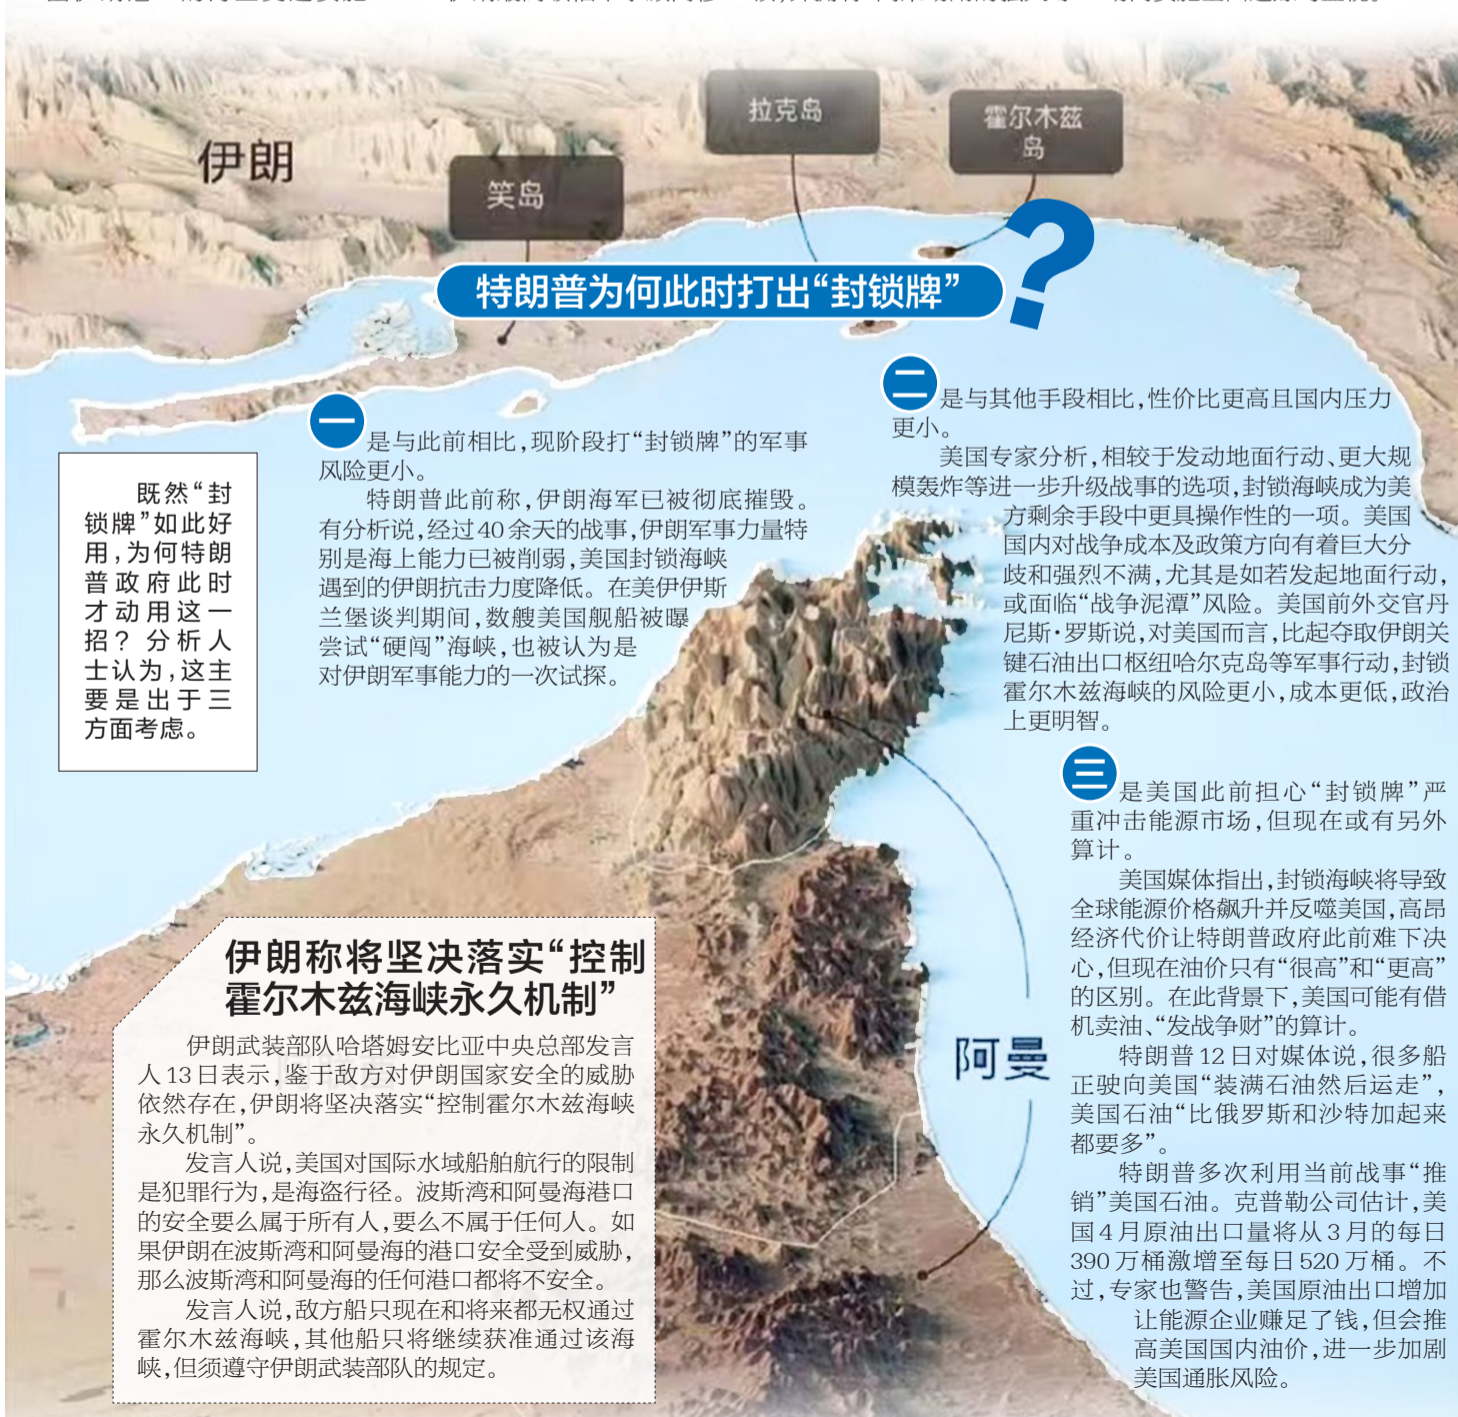 伊朗
笑岛
拉克岛
霍尔木兹
岛
特朗普为何此时打出“封锁牌”?
既然“封
锁牌”如此好
用,为何特朗
普政府此时
才动用这一
招？分析人
士认为,这主
要是出于三
方面考虑。
一是与此前相比,现阶段打“封锁牌”的军事
风险更小。
特朗普此前称,伊朗海军已被彻底摧毁。
有分析说,经过40余天的战事,伊朗军事力量特
别是海上能力已被削弱,美国封锁海峡
遇到的伊朗抗击力度降低。在美伊伊斯
兰堡谈判期间,数艘美国舰船被曝
尝试“硬闯”海峡,也被认为是
对伊朗军事能力的一次试探。
二是与其他手段相比,性价比更高且国内压力
更小。
美国专家分析,相较于发动地面行动、更大规
模轰炸等进一步升级战事的选项,封锁海峡成为美
方剩余手段中更具操作性的一项。美国
国内对战争成本及政策方向有着巨大分
歧和强烈不满,尤其是如若发起地面行动,
或面临“战争泥潭”风险。美国前外交官丹
尼斯·罗斯说,对美国而言,比起夺取伊朗关
键石油出口枢纽哈尔克岛等军事行动,封锁
霍尔木兹海峡的风险更小,成本更低,政治
上更明智。
三是美国此前担心“封锁牌”严
重冲击能源市场,但现在或有另外
算计。
美国媒体指出,封锁海峡将导致
全球能源价格飙升并反噬美国,高昂
经济代价让特朗普政府此前难下决
心,但现在油价只有“很高”和“更高”
的区别。在此背景下,美国可能有借
机卖油、“发战争财”的算计。
特朗普12日对媒体说,很多船
正驶向美国“装满石油然后运走”,
美国石油“比俄罗斯和沙特加起来
都要多”。
特朗普多次利用当前战事“推
销”美国石油。克普勒公司估计,美
国4月原油出口量将从3月的每日
390万桶激增至每日520万桶。不
过,专家也警告,美国原油出口增加
让能源企业赚足了钱,但会推
高美国国内油价,进一步加剧
美国通胀风险。
阿曼
伊朗称将坚决落实“控制
霍尔木兹海峡永久机制”
伊朗武装部队哈塔姆安比亚中央总部发言
人13日表示,鉴于敌方对伊朗国家安全的威胁
依然存在,伊朗将坚决落实“控制霍尔木兹海峡
永久机制”。
发言人说,美国对国际水域船舶航行的限制
是犯罪行为,是海盗行径。波斯湾和阿曼海港口
的安全要么属于所有人,要么不属于任何人。如
果伊朗在波斯湾和阿曼海的港口安全受到威胁,
那么波斯湾和阿曼海的任何港口都将不安全。
发言人说,敌方船只现在和将来都无权通过
霍尔木兹海峡,其他船只将继续获准通过该海
峡,但须遵守伊朗武装部队的规定。